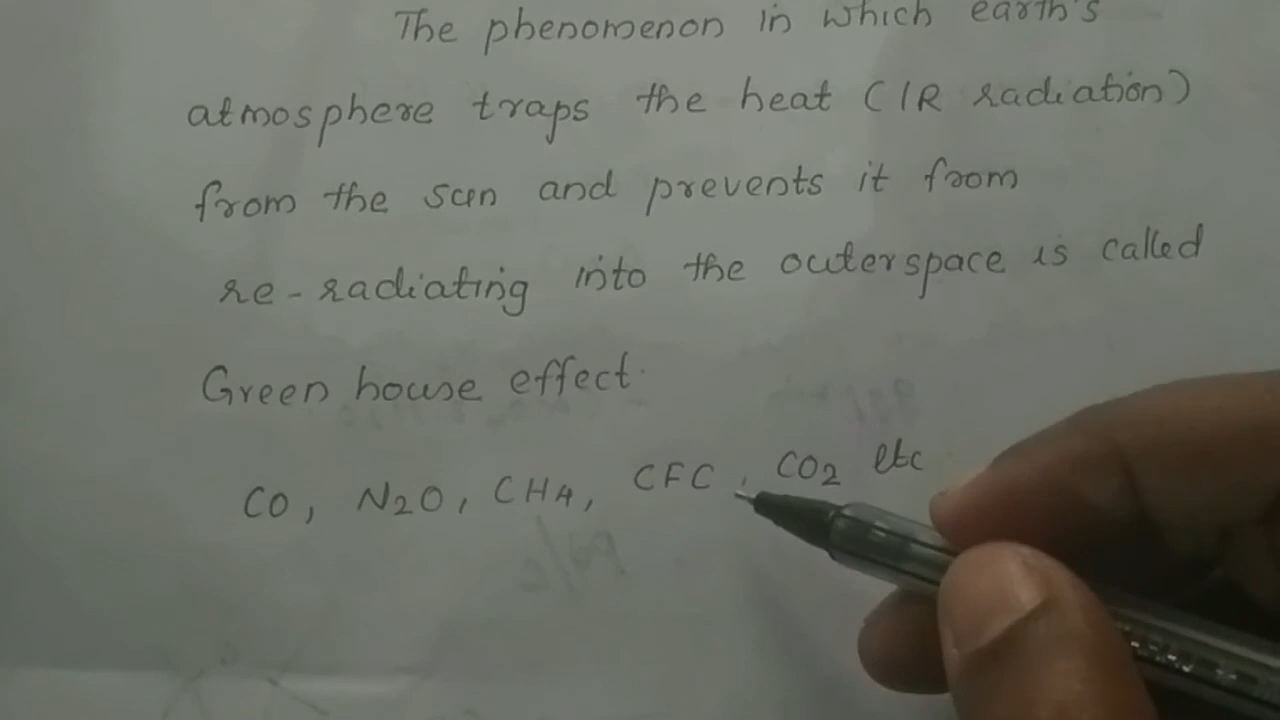 The phenomenon in which earth's
atmosphere traps the heat (IR radiation)
from the sun and prevents it from
re-radiating into the outerspace is called
Green house effect.
CO, N2O, CH4, CFC, CO2 etc